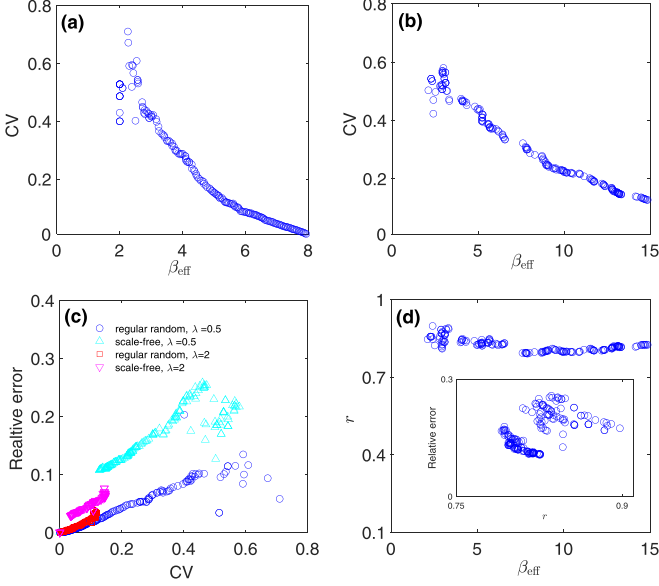 (a)
0.8
0.6
0.4
0.2
0
CV
0 2 4 6 8
βeff
(b)
0.8
0.6
0.4
0.2
0
CV
0 5 10 15
βeff
(c)
0.4
0.3
0.2
0.1
0
Realtive error
regular random, λ =0.5
scale-free, λ=0.5
regular random, λ=2
scale-free, λ=2
0 0.2 0.4 0.6 0.8
CV
(d)
1
0.7
0.4
0.1
r
0.3
0
Relative error
0.75 0.9
r
0 5 10 15
βeff